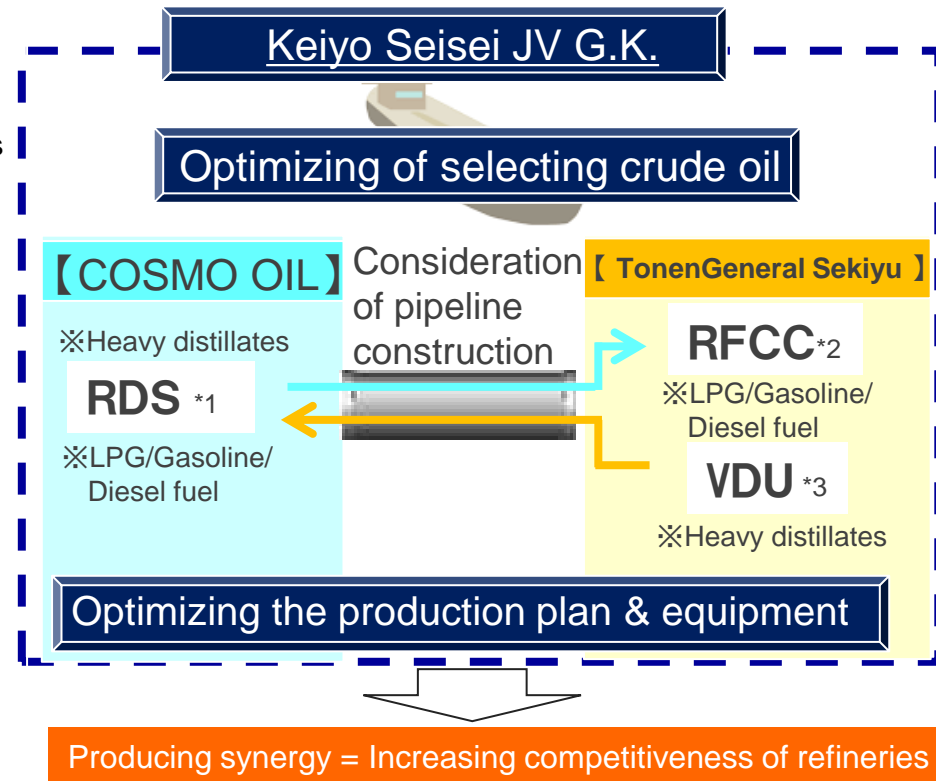 Keiyo Seisei JV G.K.
s
Optimizing of selecting crude oil
【COSMO OIL】
※Heavy distillates
RDS *1
※LPG/Gasoline/
Diesel fuel
Consideration
of pipeline
construction
【 TonenGeneral Sekiyu 】
RFCC*2
※LPG/Gasoline/
Diesel fuel
VDU *3
※Heavy distillates
Optimizing the production plan & equipment
Producing synergy = Increasing competitiveness of refineries